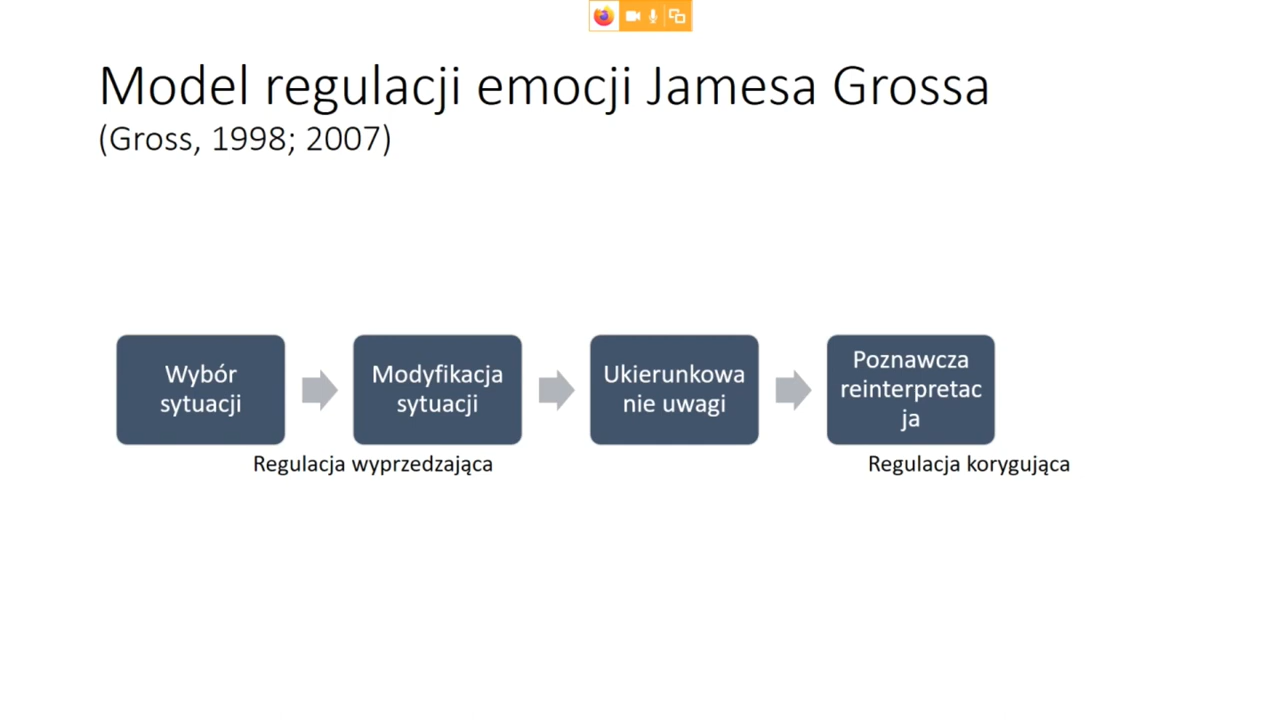 Model regulacji emocji Jamesa Grossa
(Gross, 1998; 2007)
Wybór
sytuacji
Modyfikacja
sytuacji
Ukierunkowa
nie uwagi
Poznawcza
reinterpretac
ja
Regulacja wyprzedzająca
Regulacja korygująca